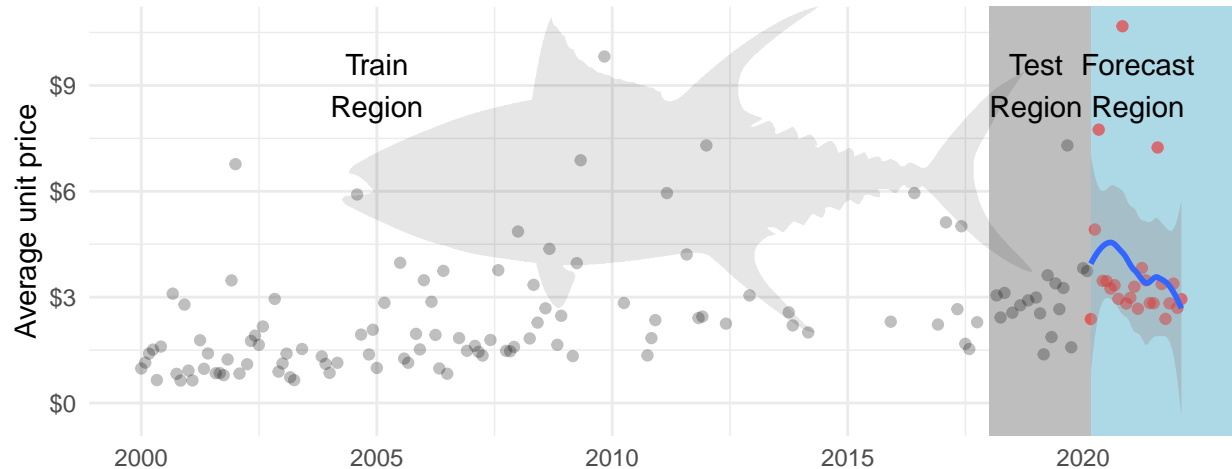 Train
Region
Test
Region
Forecast
Region
Average unit price
$9
$6
$3
$0
2000
2005
2010
2015
2020